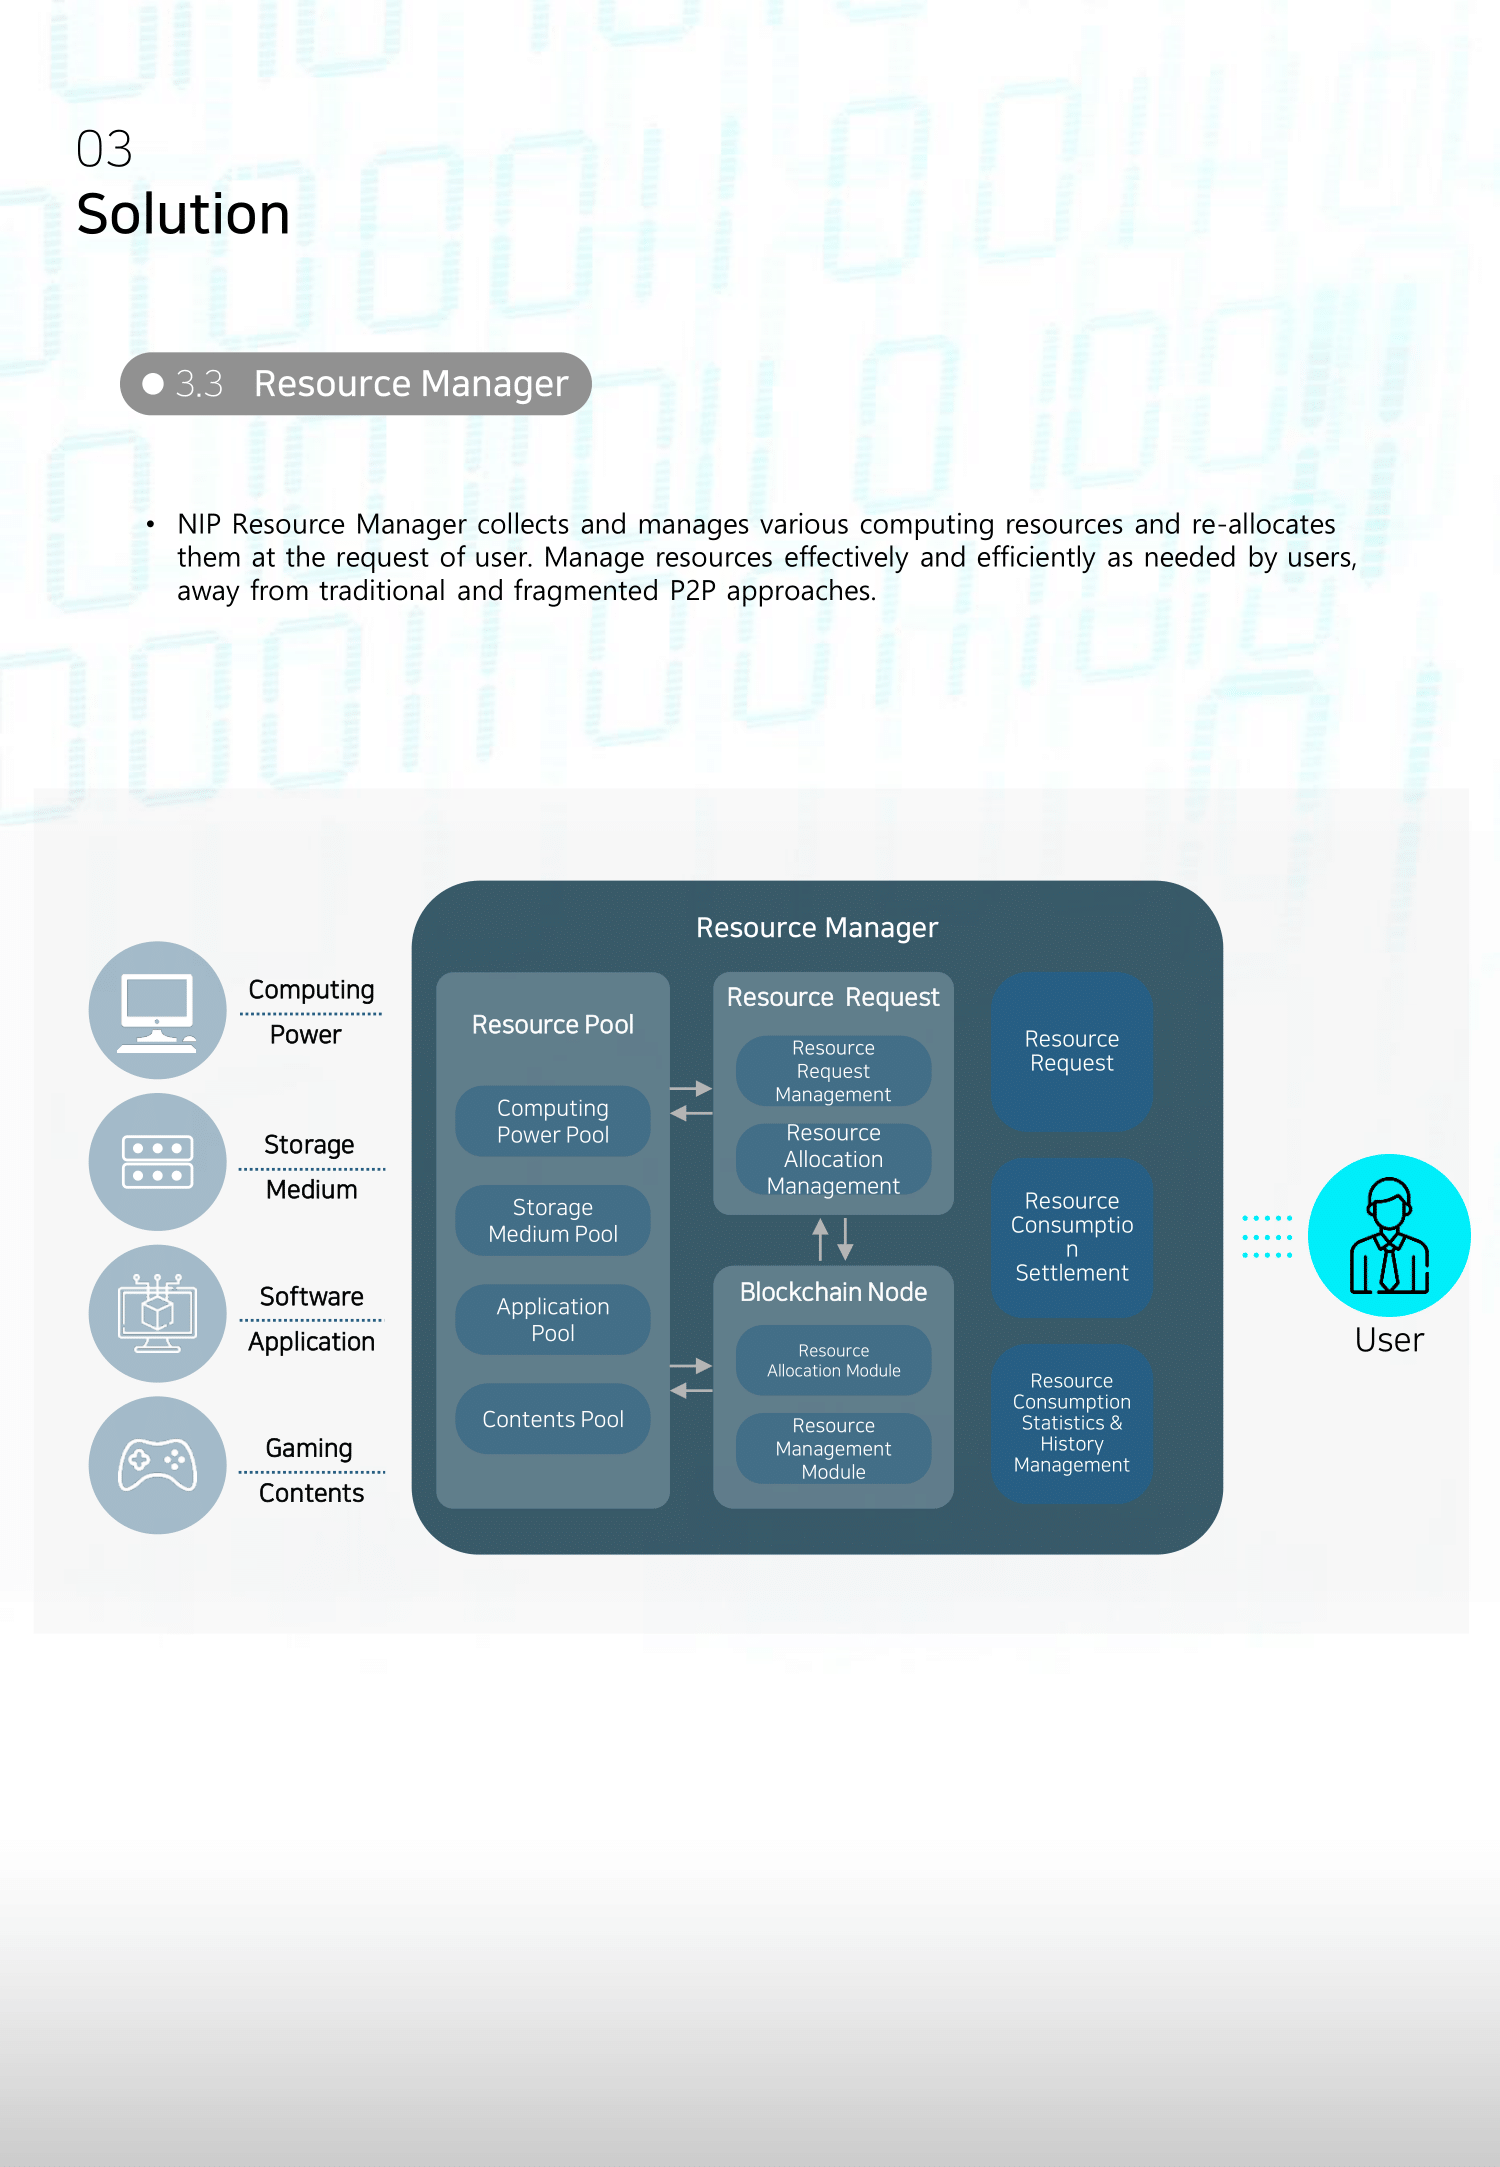 03
Solution
3.3 Resource Manager
• NIP Resource Manager collects and manages various computing resources and re-allocates
them at the request of user. Manage resources effectively and efficiently as needed by users,
away from traditional and fragmented P2P approaches.
Computing
Power
Storage
Medium
Software
Application
Gaming
Contents
Resource Manager
Resource Pool
Computing
Power Pool
Storage
Medium Pool
Application
Pool
Contents Pool
Resource Request
Resource
Request
Management
Resource
Allocation
Management
Blockchain Node
Resource
Allocation Module
Resource
Management
Module
Resource
Request
Resource
Consumptio
n
Settlement
Resource
Consumption
Statistics &
History
Management
User